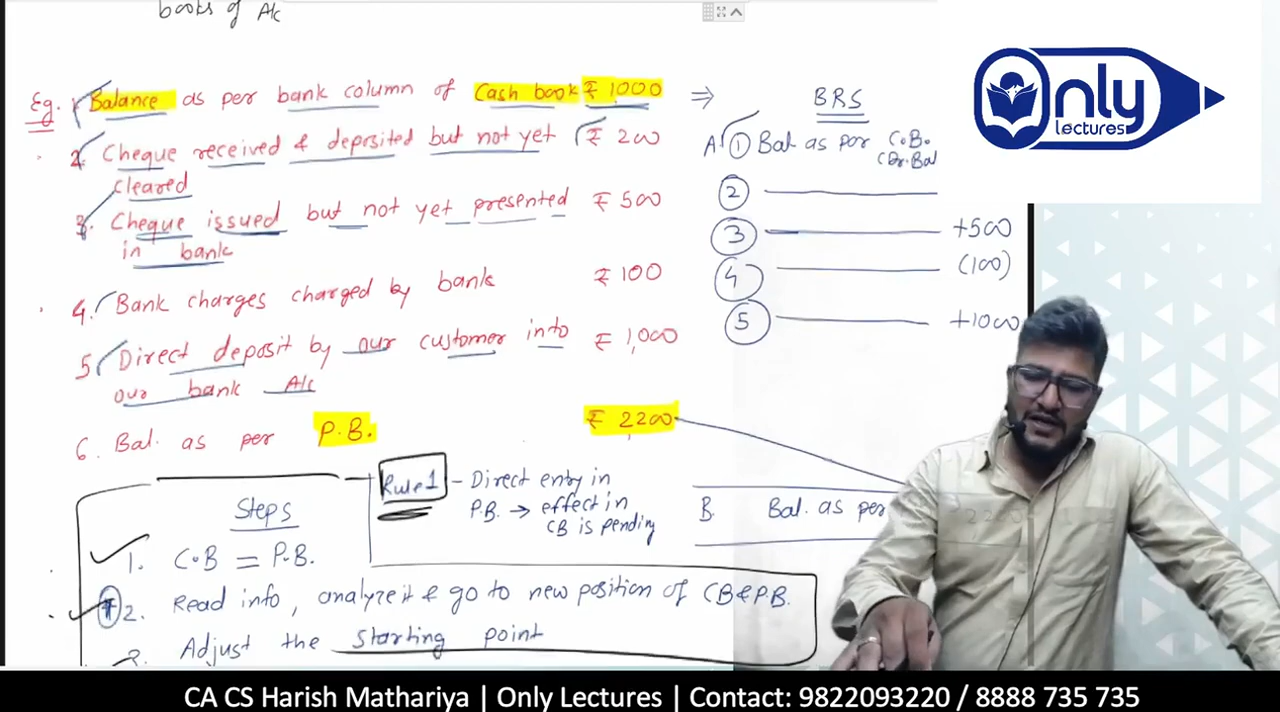 books of A/c
Eg. 1. Balance as per bank column of Cash book ₹ 1000 ⇒
2. Cheque received & deposited but not yet ₹ 200
cleared
3. Cheque issued but not yet presented ₹ 500
in bank
4. Bank charges charged by bank ₹ 100
5. Direct deposit by our customer into ₹ 1,000
our bank A/c
6. Bal. as per P.B. ₹ 2200
BRS
A ① Bal as per C.B.
(Dr. Bal
②
③ +500
④ (100)
⑤ +1000
B. Bal. as per
Rule 1 - Direct entry in
P.B. → effect in
CB is pending
Steps
1. C.B = P.B.
2. Read info, analyze it & go to new position of CB & P.B.
3. Adjust the starting point
Only
Lectures
CA CS Harish Mathariya | Only Lectures | Contact: 9822093220 / 8888 735 735